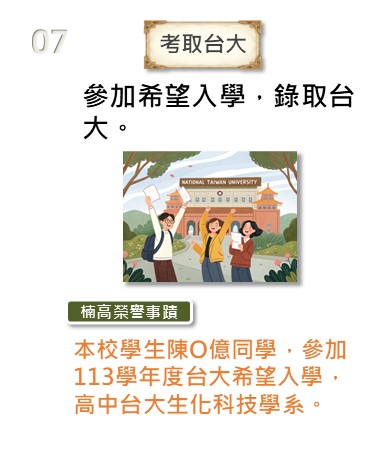 07
考取台大
參加希望入學，錄取台
大。
NATIONAL TAIWAN UNIVERSITY
楠高榮譽事蹟
本校學生陳O億同學，參加
113學年度台大希望入學，
高中台大生化科技學系。